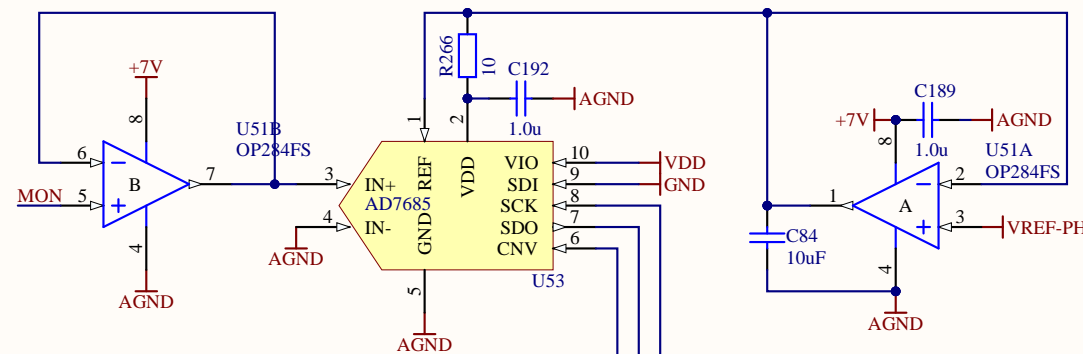 R266
10
C192
1.0u
AGND
+7V
8
U51B
OP284FS
6
7
B
MON
5
4
AGND
1
2
3
IN+
REF
VDD
AD7685
4
IN-
GND
AGND
5
AGND
VIO
10
VDD
SDI
9
GND
SCK
8
SDO
7
CNV
6
U53
C189
+7V
AGND
8
1.0u
U51A
OP284FS
2
1
A
3
VREF-PH
C84
10uF
4
AGND